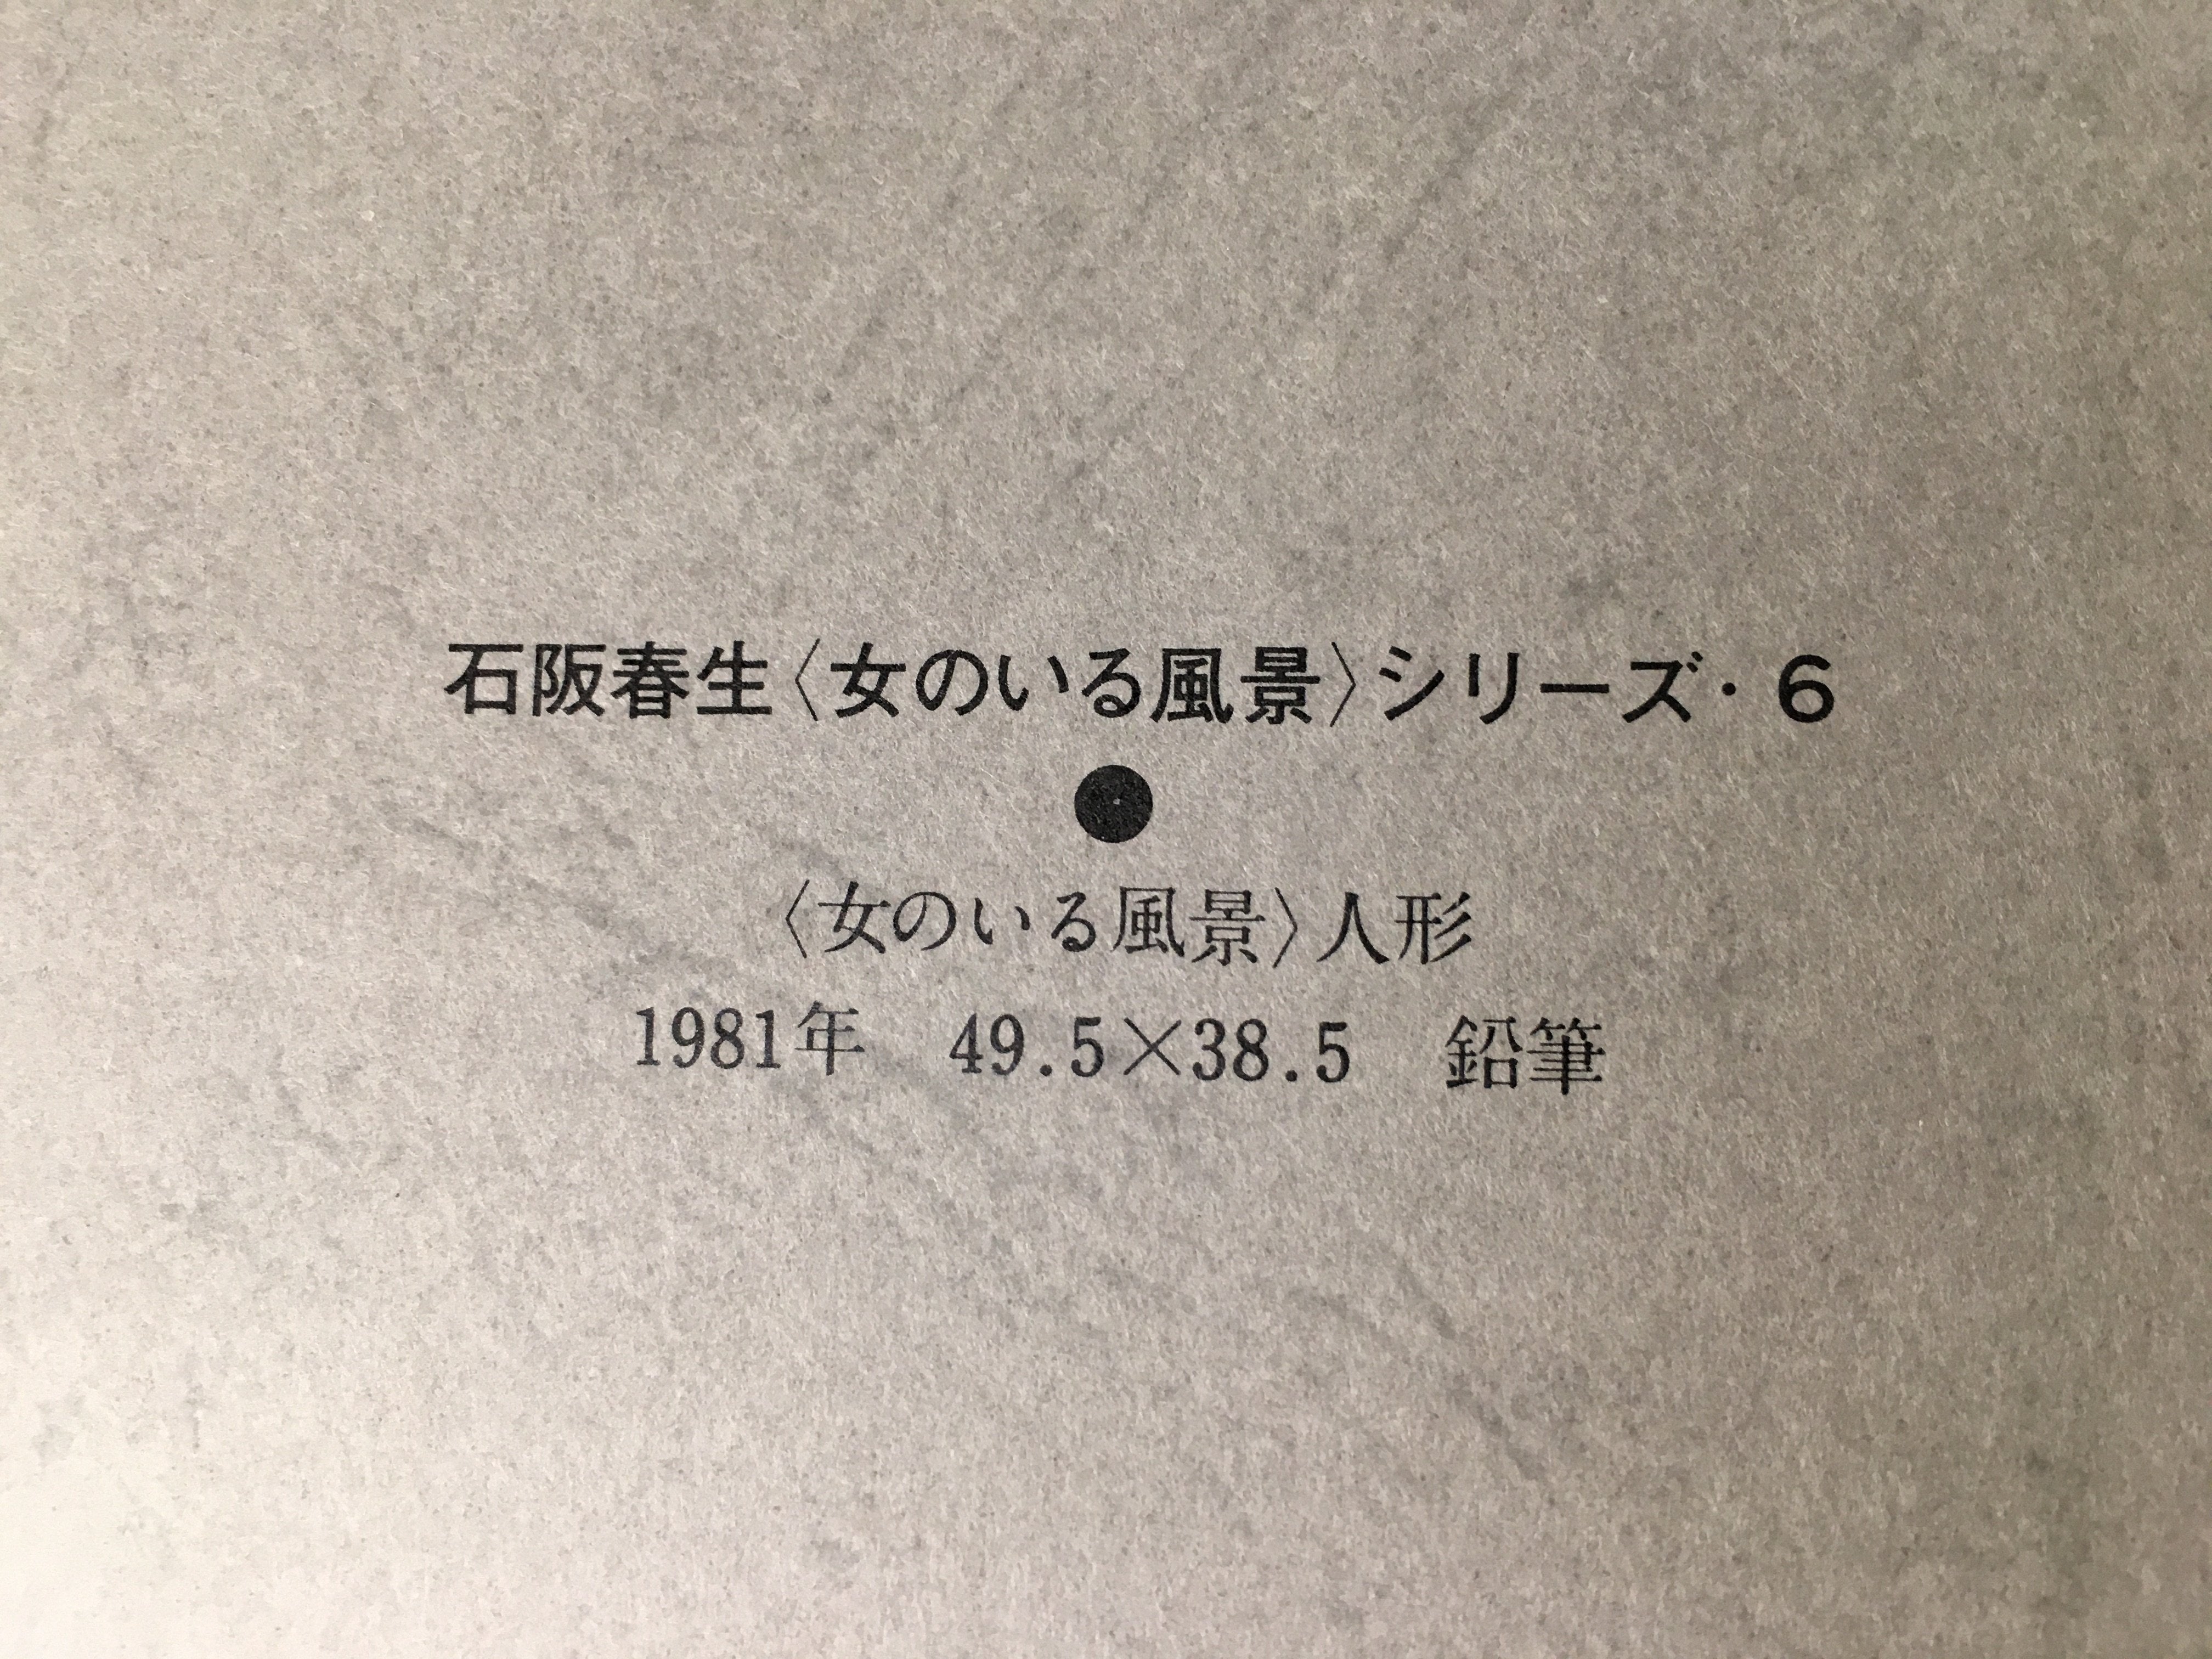 石阪春生〈女のいる風景〉シリーズ・6
●
〈女のいる風景〉人形
1981年　49.5×38.5　鉛筆